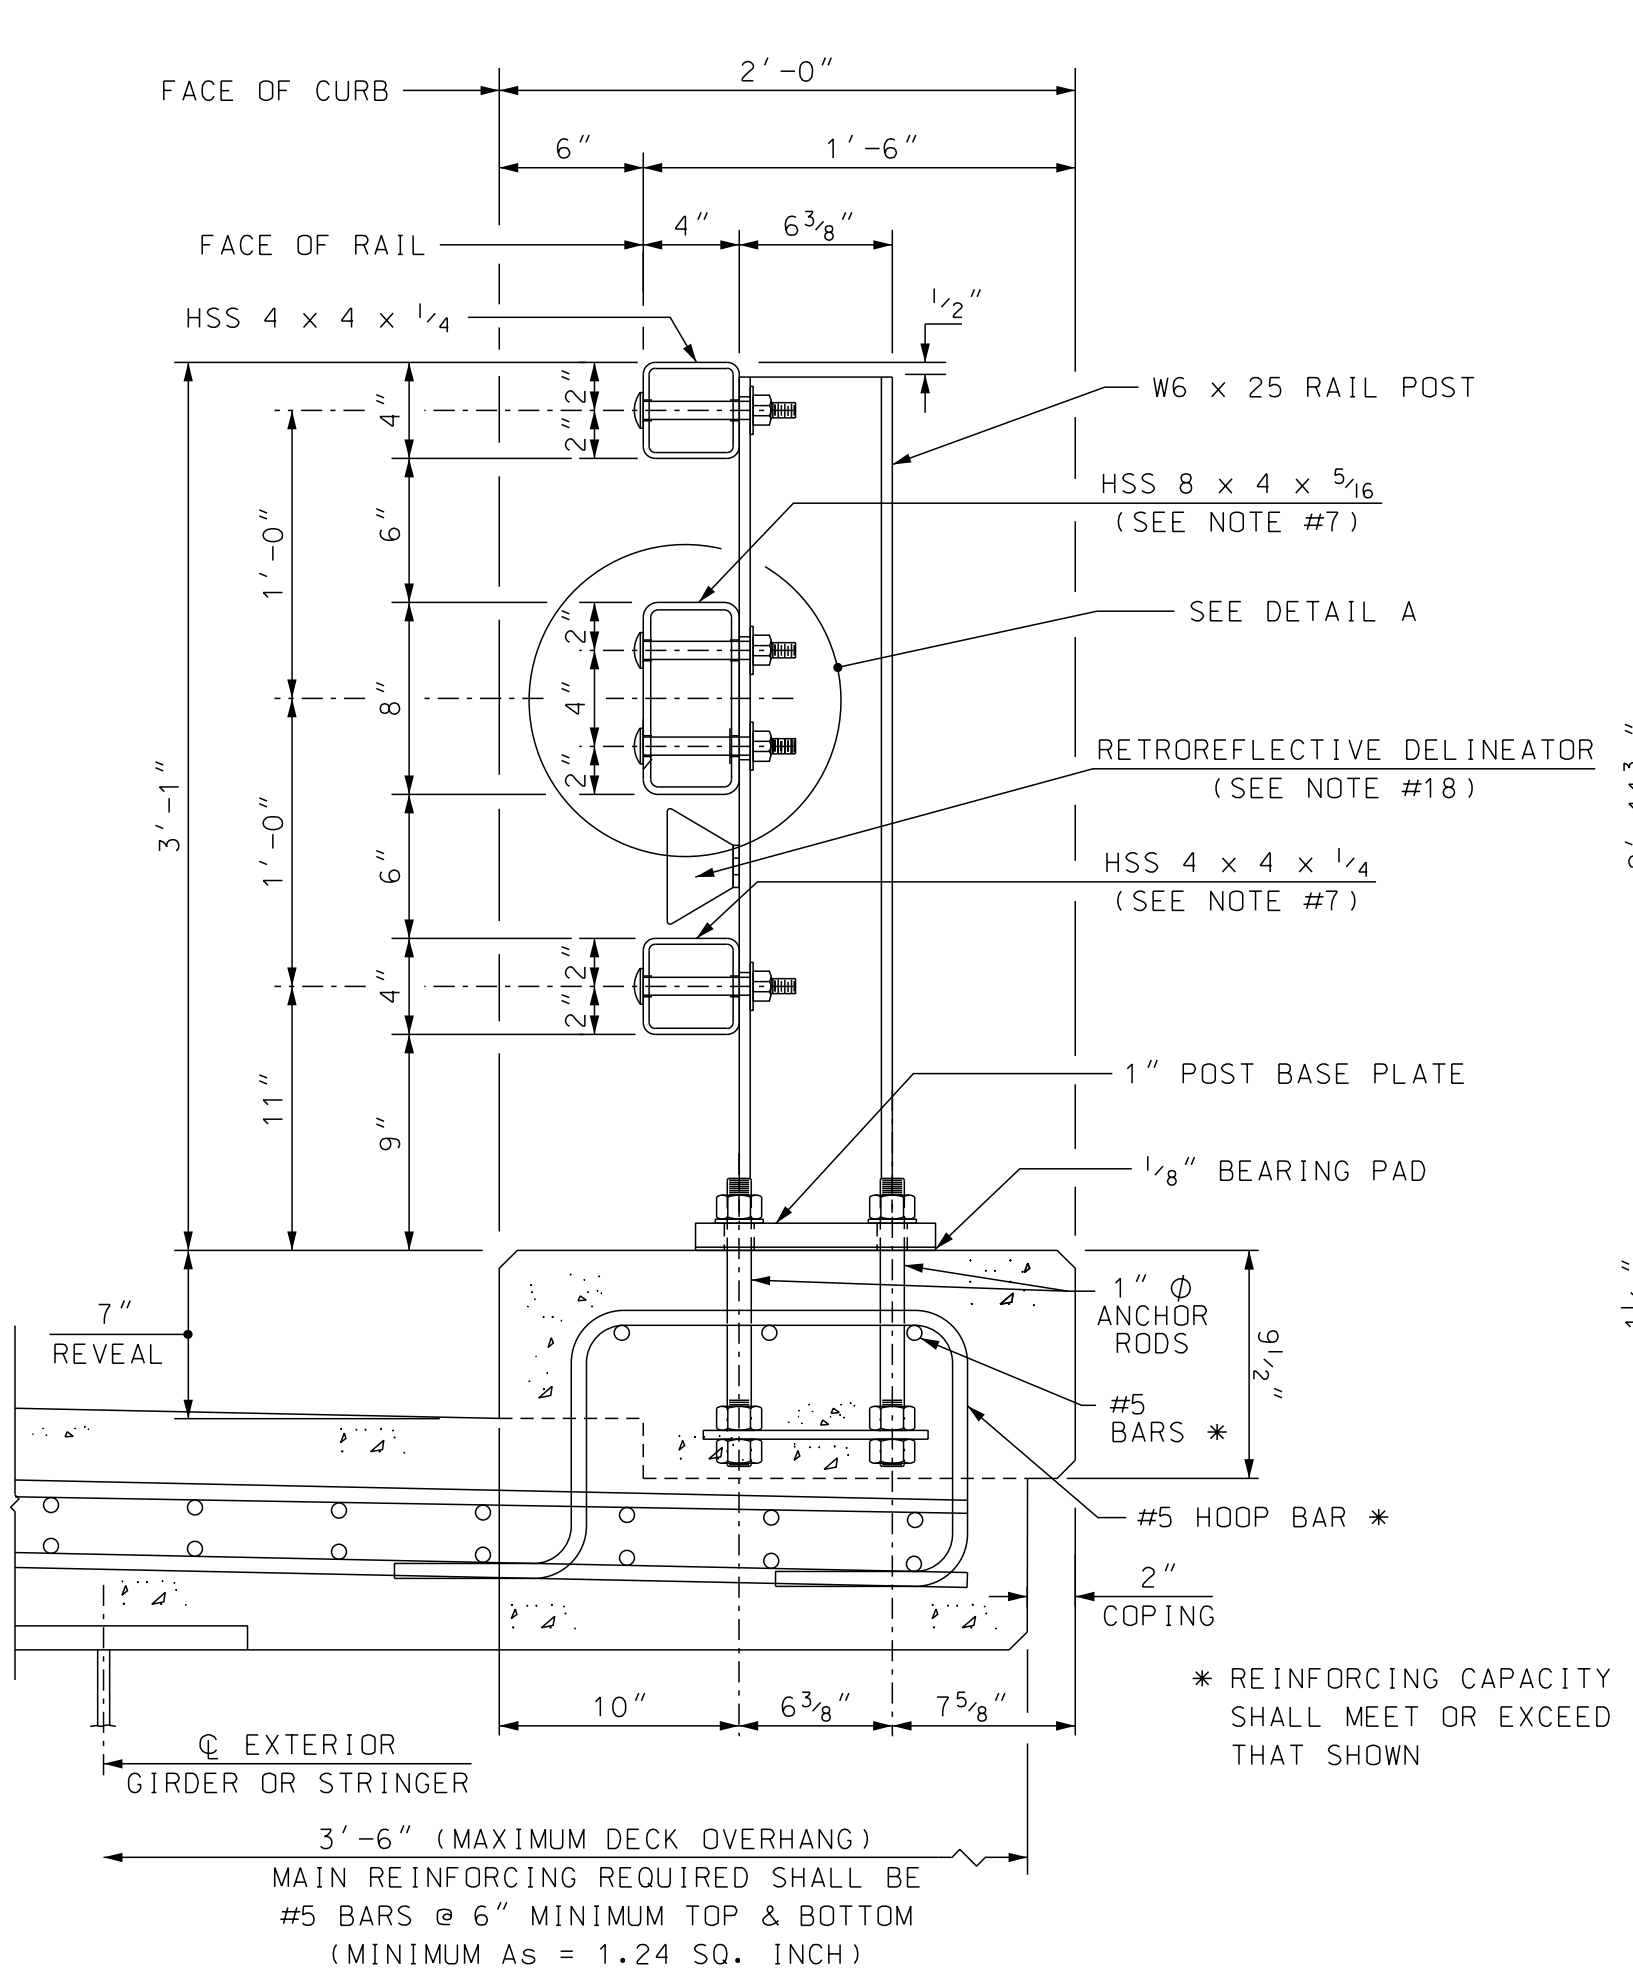 2'-0"
FACE OF CURB
6"
1'-6"
4"
6 3/8"
FACE OF RAIL
1/2"
HSS 4 x 4 x 1/4
2"
4"
2"
W6 x 25 RAIL POST
HSS 8 x 4 x 5/16
(SEE NOTE #7)
1'-0"
6"
SEE DETAIL A
2"
8"
4"
2"
RETROREFLECTIVE DELINEATOR
(SEE NOTE #18)
3'-1"
1'-0"
6"
HSS 4 x 4 x 1/4
(SEE NOTE #7)
2"
4"
2"
11"
9"
1" POST BASE PLATE
1/8" BEARING PAD
7"
REVEAL
1" Ø
ANCHOR
RODS
9 1/2"
#5
BARS *
#5 HOOP BAR *
2"
COPING
10"
6 3/8"
7 5/8"
* REINFORCING CAPACITY
SHALL MEET OR EXCEED
THAT SHOWN
℄ EXTERIOR
GIRDER OR STRINGER
3'-6" (MAXIMUM DECK OVERHANG)
MAIN REINFORCING REQUIRED SHALL BE
#5 BARS @ 6" MINIMUM TOP & BOTTOM
(MINIMUM As = 1.24 SQ. INCH)